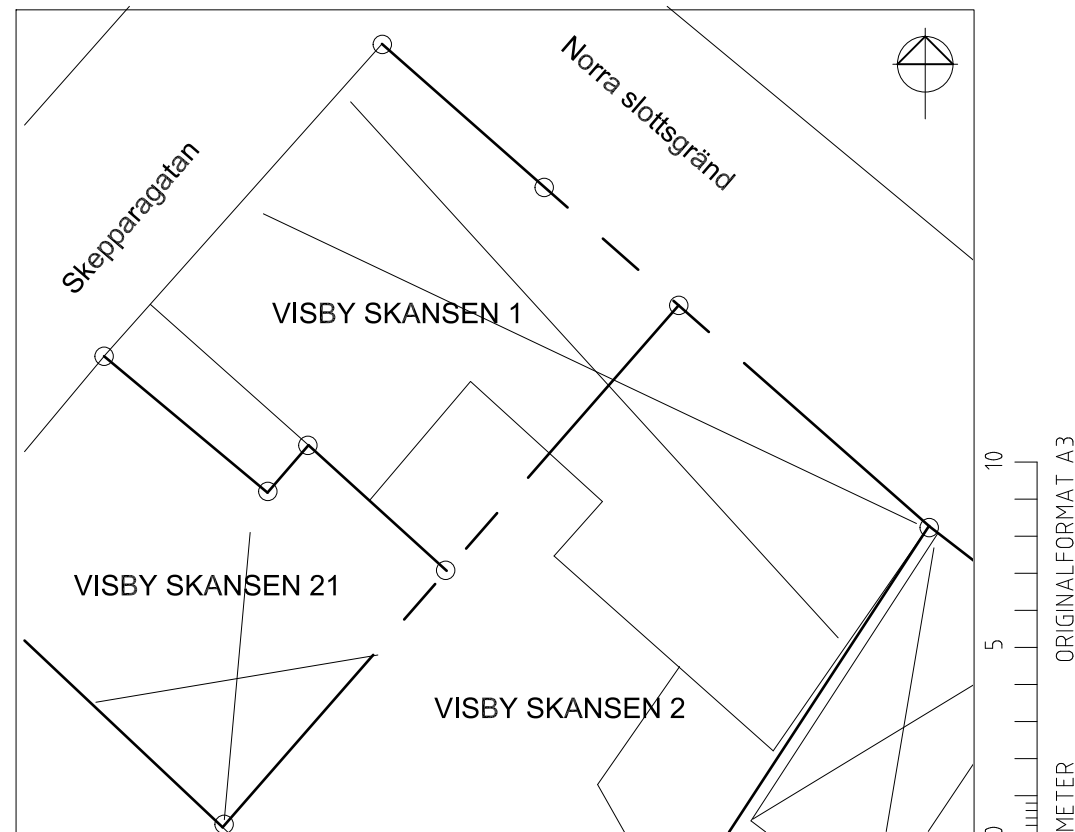 Norra slottsgränd
Skepparagatan
VISBY SKANSEN 1
VISBY SKANSEN 21
VISBY SKANSEN 2
10
5
0
METER
ORIGINALFORMAT A3